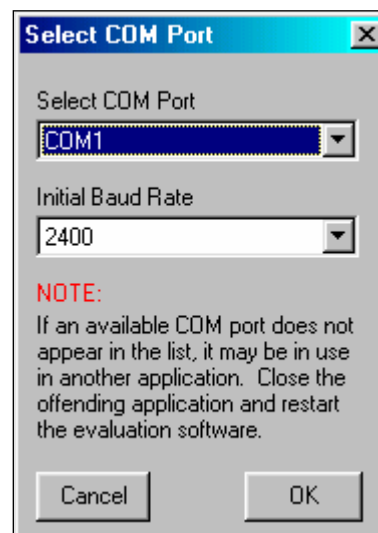 Select COM Port
Select COM Port
COM1
Initial Baud Rate
2400
NOTE:
If an available COM port does not
appear in the list, it may be in use
in another application.  Close the
offending application and restart
the evaluation software.
Cancel
OK